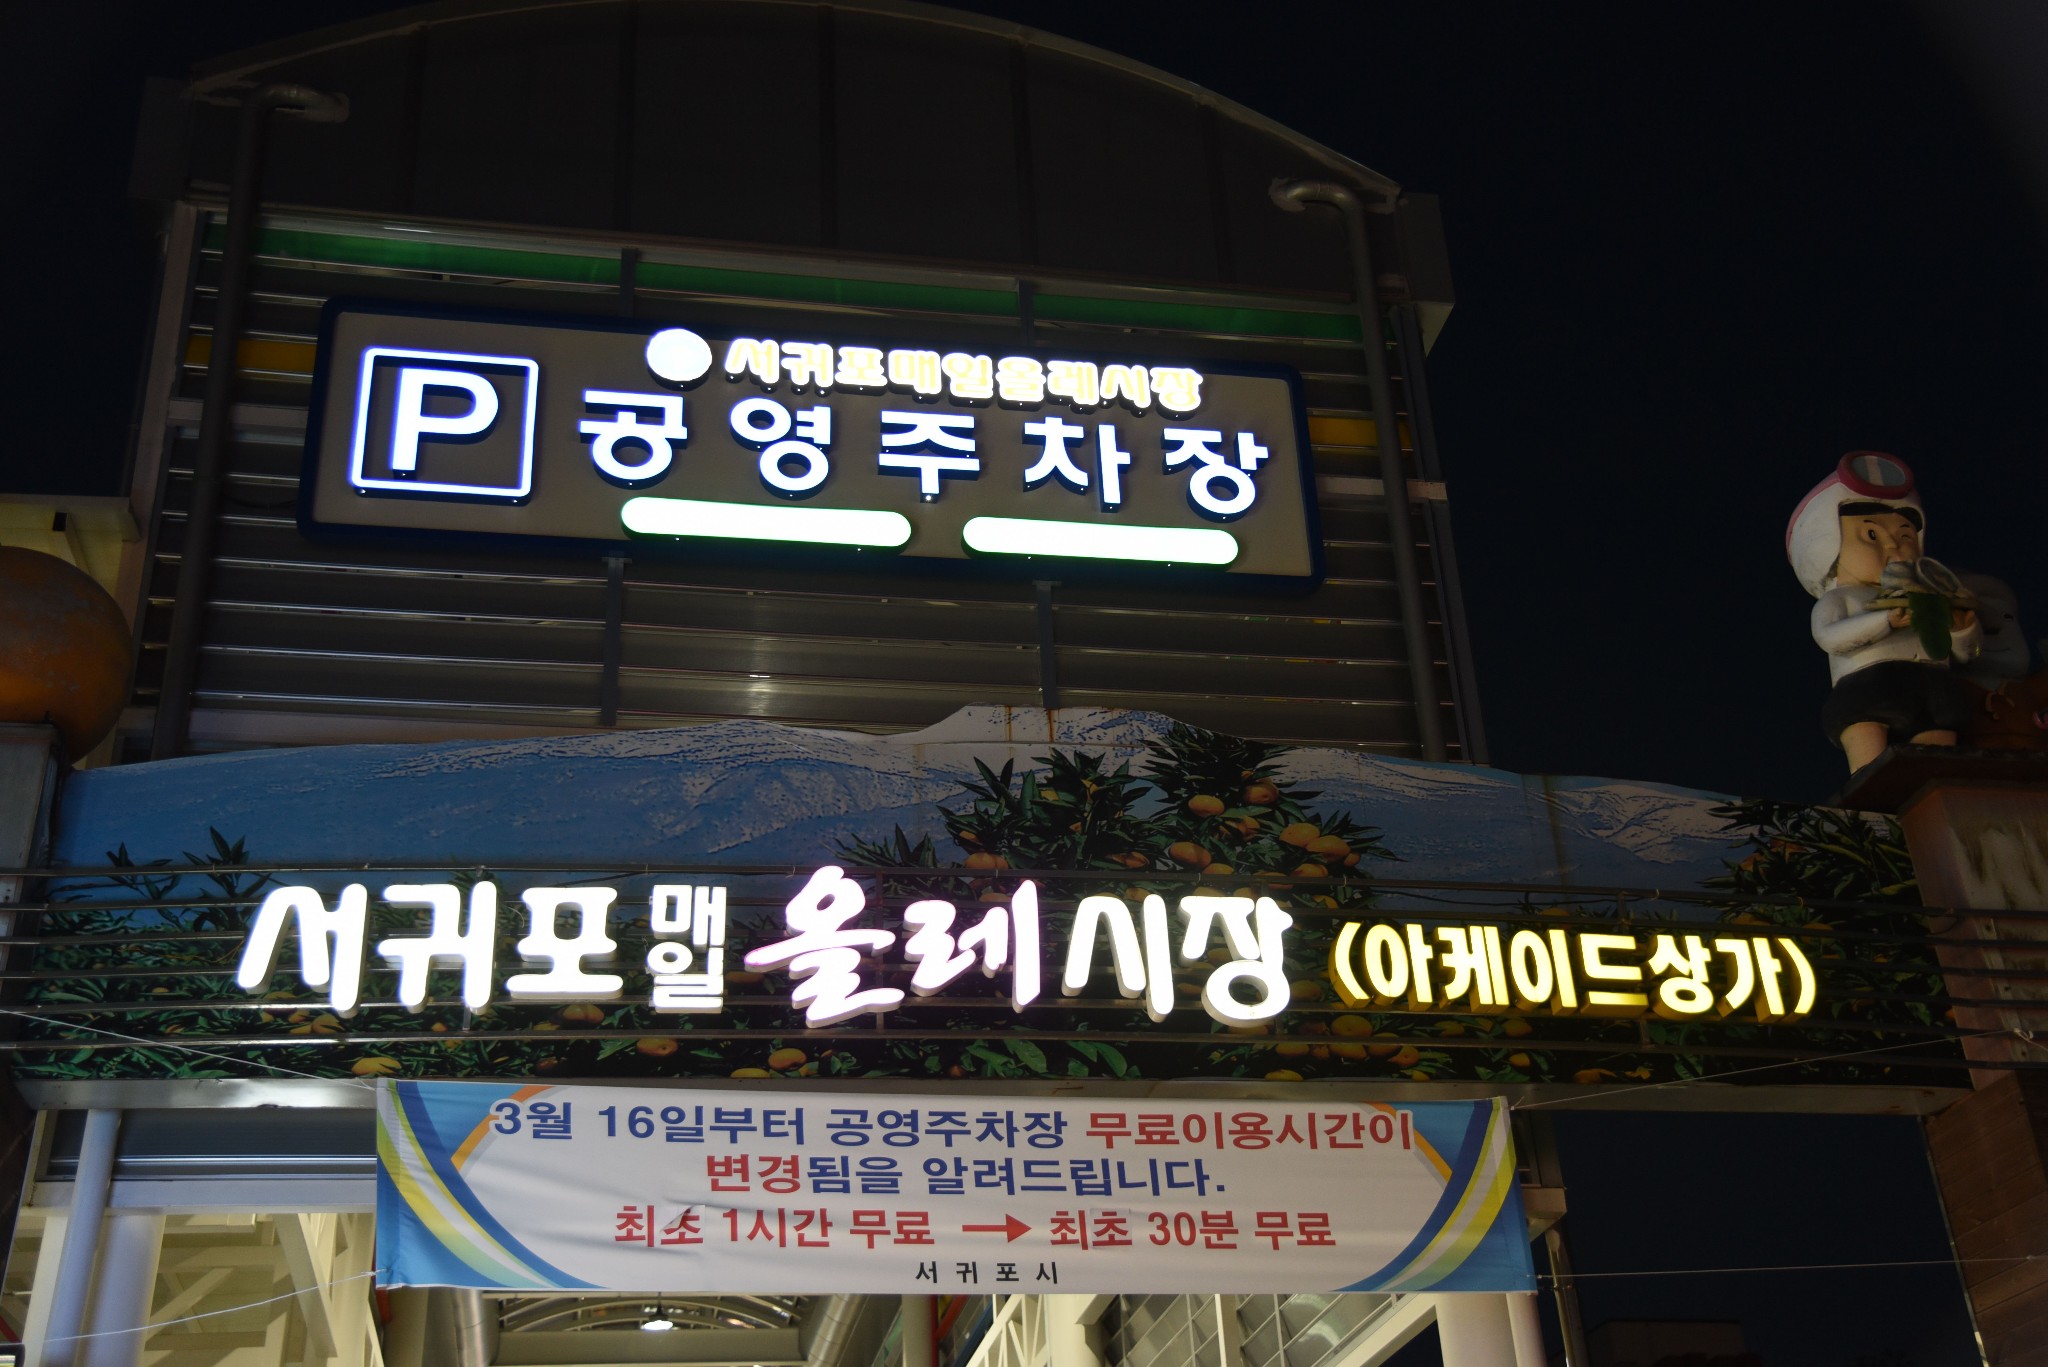 서귀포매일올레시장
P 공영주차장
서귀포매일올레시장 (아케이드상가)
3월 16일부터 공영주차장 무료이용시간이
변경됨을 알려드립니다.
최초 1시간 무료 → 최초 30분 무료
서귀포시